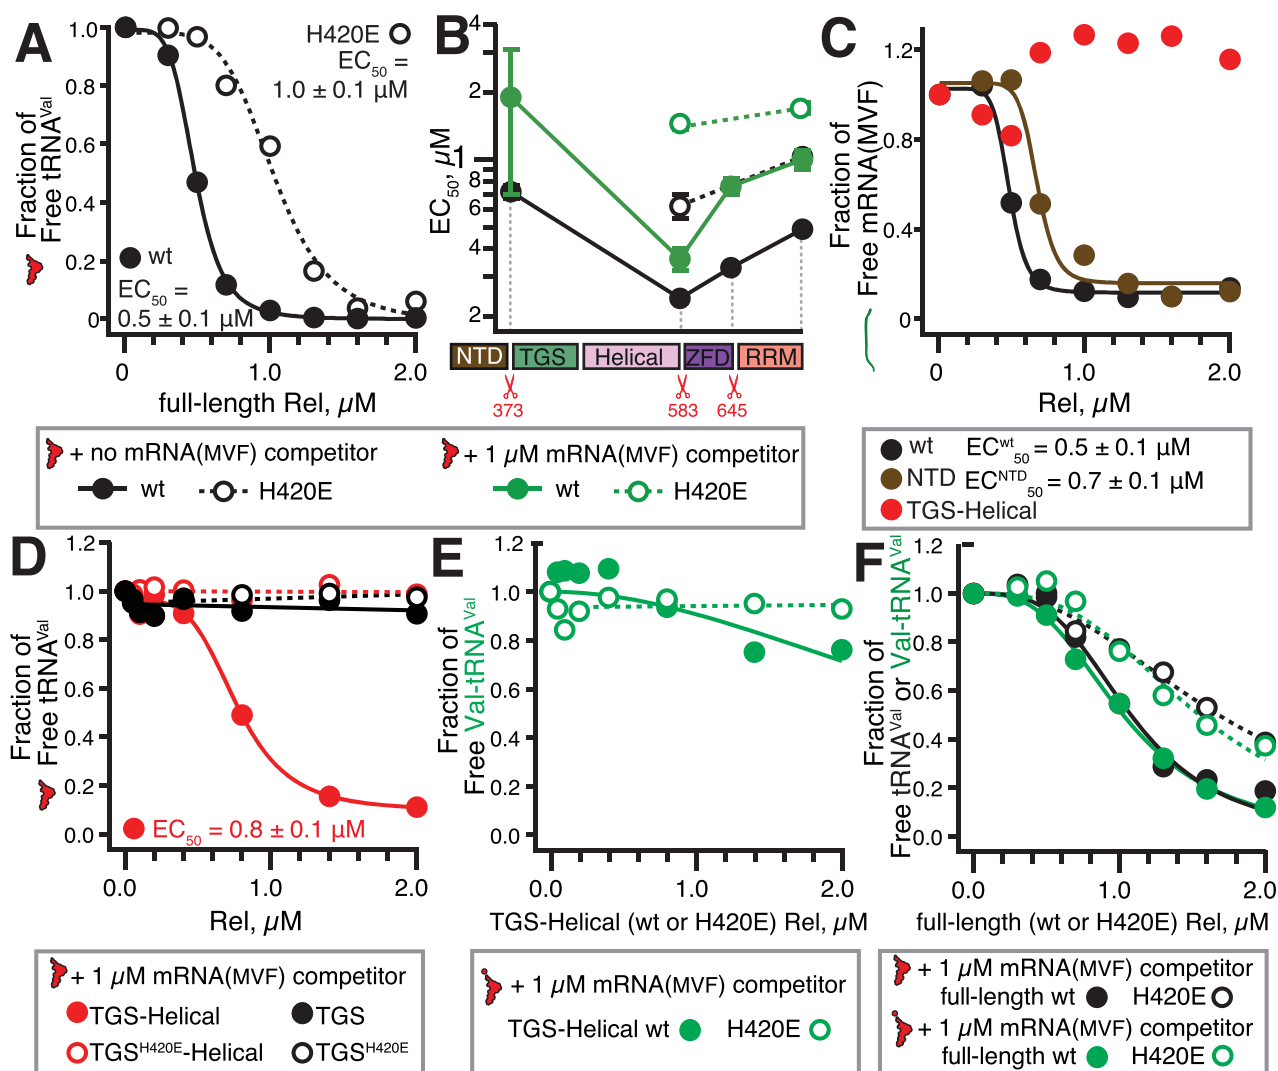 A
1.0
0.8
0.6
0.4
0.2
0
Fraction of
Free tRNAVal
H420E
EC50 =
1.0 ± 0.1 µM
wt
EC50 =
0.5 ± 0.1 µM
0 1.0 2.0
full-length Rel, µM
B
4
2
1
8
6
4
2
EC50, µM
NTD TGS Helical ZFD RRM
373 583 645
+ no mRNA(MVF) competitor
wt H420E
+ 1 µM mRNA(MVF) competitor
wt H420E
C
1.2
0.8
0.4
0
Fraction of
Free mRNA(MVF)
0 1.0 2.0
Rel, µM
wt ECwt50 = 0.5 ± 0.1 µM
NTD ECNTD50 = 0.7 ± 0.1 µM
TGS-Helical
D
1.2
1.0
0.8
0.6
0.4
0.2
0.0
Fraction of
Free tRNAVal
EC50 = 0.8 ± 0.1 µM
0.0 1.0 2.0
Rel, µM
+ 1 µM mRNA(MVF) competitor
TGS-Helical TGS
TGSH420E-Helical TGSH420E
E
1.2
1.0
0.8
0.6
0.4
0.2
0.0
Fraction of
Free Val-tRNAVal
0.0 1.0 2.0
TGS-Helical (wt or H420E) Rel, µM
+ 1 µM mRNA(MVF) competitor
TGS-Helical wt H420E
F
1.2
1.0
0.8
0.6
0.4
0.2
0.0
Fraction of
Free tRNAVal or Val-tRNAVal
0.0 1.0 2.0
full-length (wt or H420E) Rel, µM
+ 1 µM mRNA(MVF) competitor
full-length wt H420E
+ 1 µM mRNA(MVF) competitor
full-length wt H420E